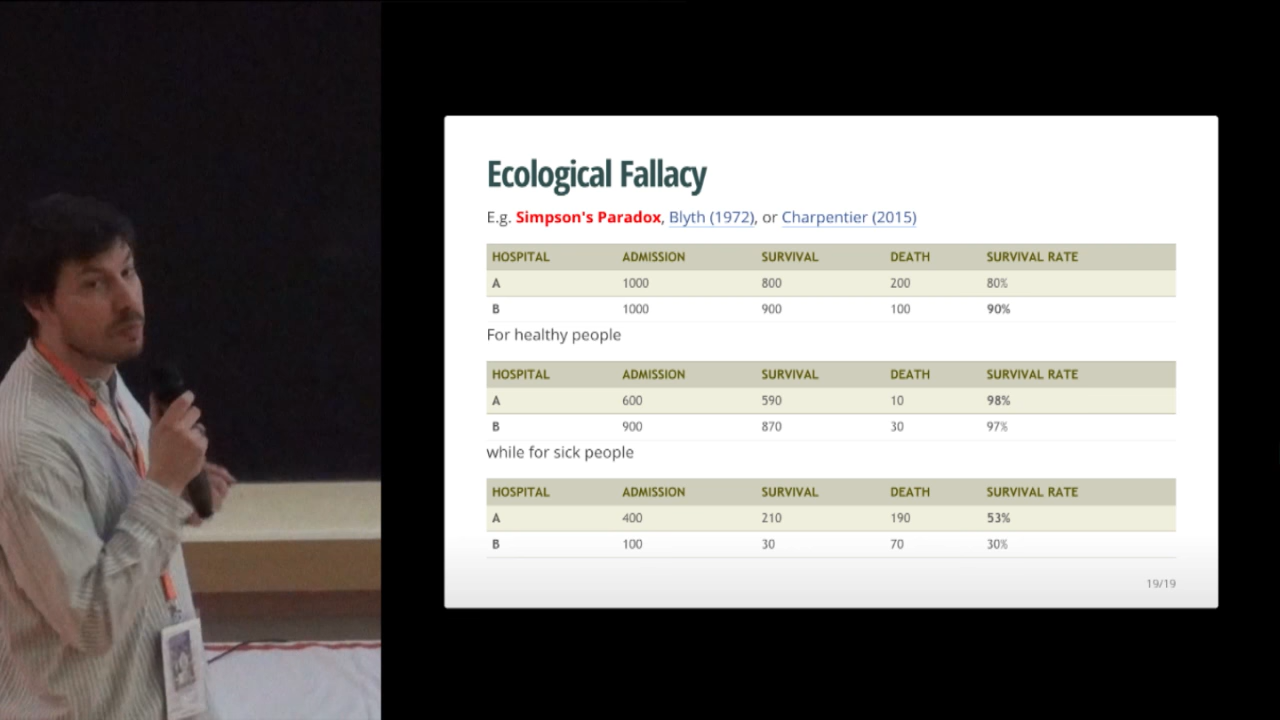 Ecological Fallacy
E.g. Simpson's Paradox, Blyth (1972), or Charpentier (2015)
HOSPITAL ADMISSION SURVIVAL DEATH SURVIVAL RATE
A 1000 800 200 80%
B 1000 900 100 90%
For healthy people
HOSPITAL ADMISSION SURVIVAL DEATH SURVIVAL RATE
A 600 590 10 98%
B 900 870 30 97%
while for sick people
HOSPITAL ADMISSION SURVIVAL DEATH SURVIVAL RATE
A 400 210 190 53%
B 100 30 70 30%
19/19